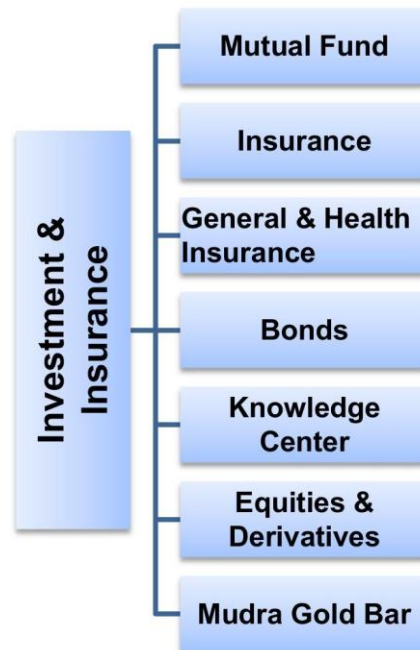 Investment &
Insurance
Mutual Fund
Insurance
General & Health
Insurance
Bonds
Knowledge
Center
Equities &
Derivatives
Mudra Gold Bar